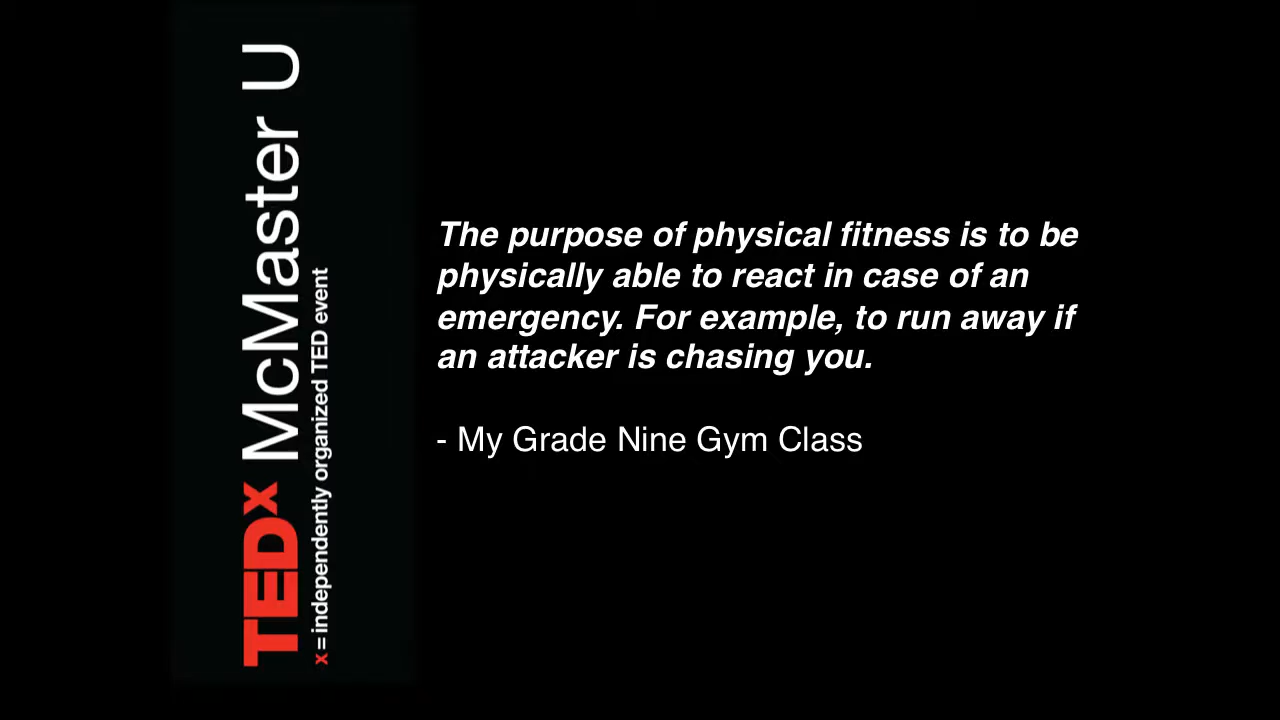 TEDx McMaster U
x = independently organized TED event
The purpose of physical fitness is to be
physically able to react in case of an
emergency. For example, to run away if
an attacker is chasing you.
- My Grade Nine Gym Class